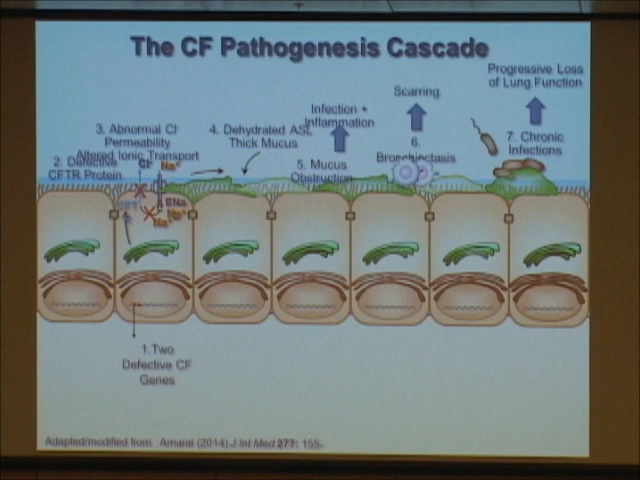 The CF Pathogenesis Cascade
Progressive Loss
of Lung Function
Scarring
Infection +
Inflammation
3. Abnormal Cl
Permeability
Altered Ionic Transport
4. Dehydrated ASL
Thick Mucus
6.
Bronchiectasis
7. Chronic
Infections
2. Defective
CFTR Protein
5. Mucus
Obstruction
Cl-
Na+
ENa
Na+
Na+
1. Two
Defective CF
Genes
Adapted/modified from : Amaral (2014) J Int Med 277: 155-